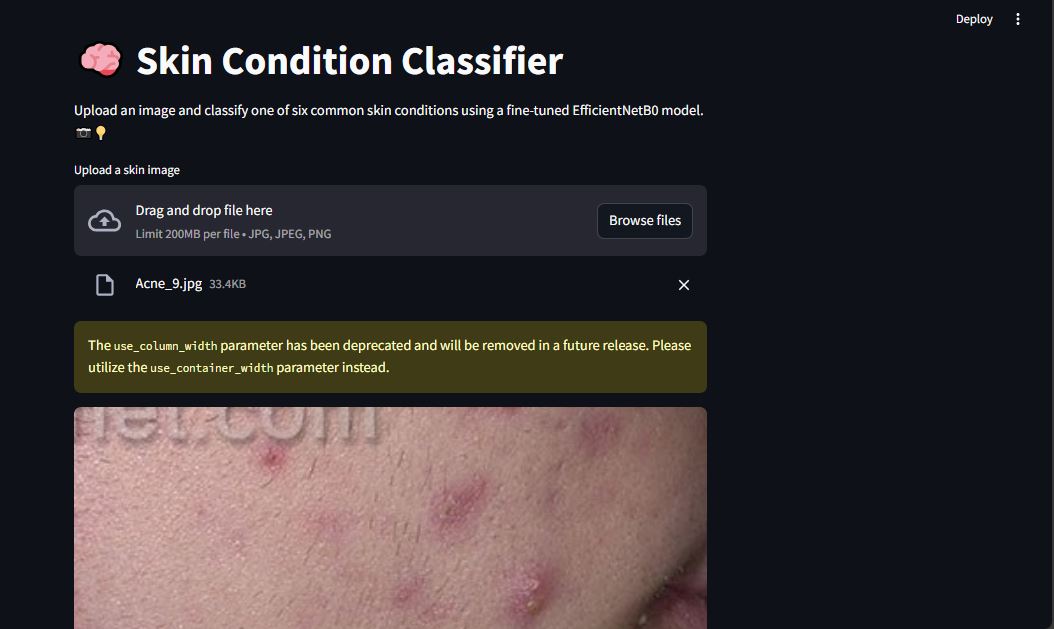 Deploy
Skin Condition Classifier
Upload an image and classify one of six common skin conditions using a fine-tuned EfficientNetB0 model.
Upload a skin image
Drag and drop file here
Limit 200MB per file • JPG, JPEG, PNG
Browse files
Acne_9.jpg 33.4KB
The use_column_width parameter has been deprecated and will be removed in a future release. Please
utilize the use_container_width parameter instead.
net.com